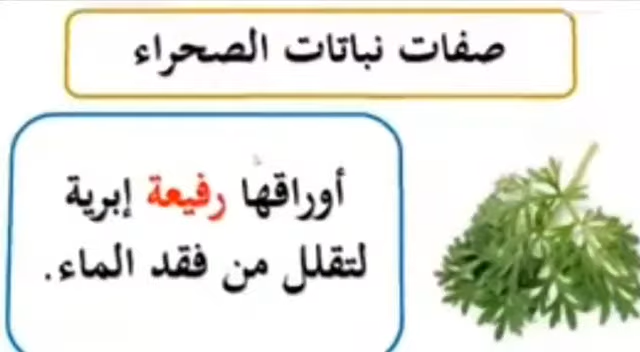 صفات نباتات الصحراء
أوراقها رفيعة إبرية
لتقلل من فقد الماء.